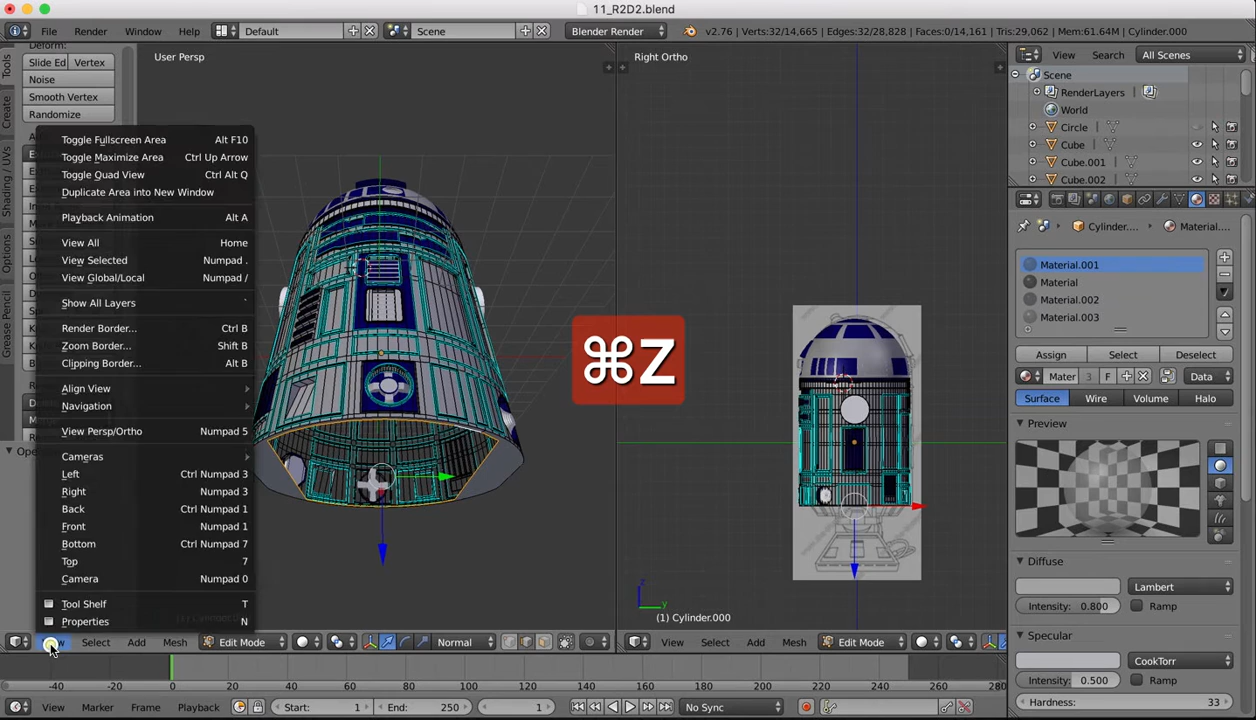 11_R2D2.blend
File Render Window Help Default Scene Blender Render v2.76 | Verts:32/14,665 | Edges:32/28,828 | Faces:0/14,161 | Tris:29,062 | Mem:61.64M | Cylinder.000
Deform:
Slide Ed Vertex
Noise
Smooth Vertex
Randomize
Tools
Create
Shading / UVs
Options
Grease Pencil
User Persp
Toggle Fullscreen Area Alt F10
Toggle Maximize Area Ctrl Up Arrow
Toggle Quad View Ctrl Alt Q
Duplicate Area into New Window
Playback Animation Alt A
View All Home
View Selected Numpad .
View Global/Local Numpad /
Show All Layers `
Render Border... Ctrl B
Zoom Border... Shift B
Clipping Border... Alt B
Align View
Navigation
View Persp/Ortho Numpad 5
Cameras
Left Ctrl Numpad 3
Right Numpad 3
Back Ctrl Numpad 1
Front Numpad 1
Bottom Ctrl Numpad 7
Top 7
Camera Numpad 0
Tool Shelf T
Properties N
⌘Z
Right Ortho
z
y
(1) Cylinder.000
Select Add Mesh Edit Mode Normal
View Select Add Mesh Edit Mode
View Search All Scenes
Scene
RenderLayers
World
Circle
Cube
Cube.001
Cube.002
Cylinder.... Material....
Material.001
Material
Material.002
Material.003
Assign Select Deselect
Mater 3 F Data
Surface Wire Volume Halo
Preview
Diffuse
Lambert
Intensity: 0.800 Ramp
Specular
CookTorr
Intensity: 0.500 Ramp
Hardness: 33
-40 -20 0 20 40 60 80 100 120 140 160 180 200 220 240 260 280
View Marker Frame Playback Start: 1 End: 250 1 No Sync